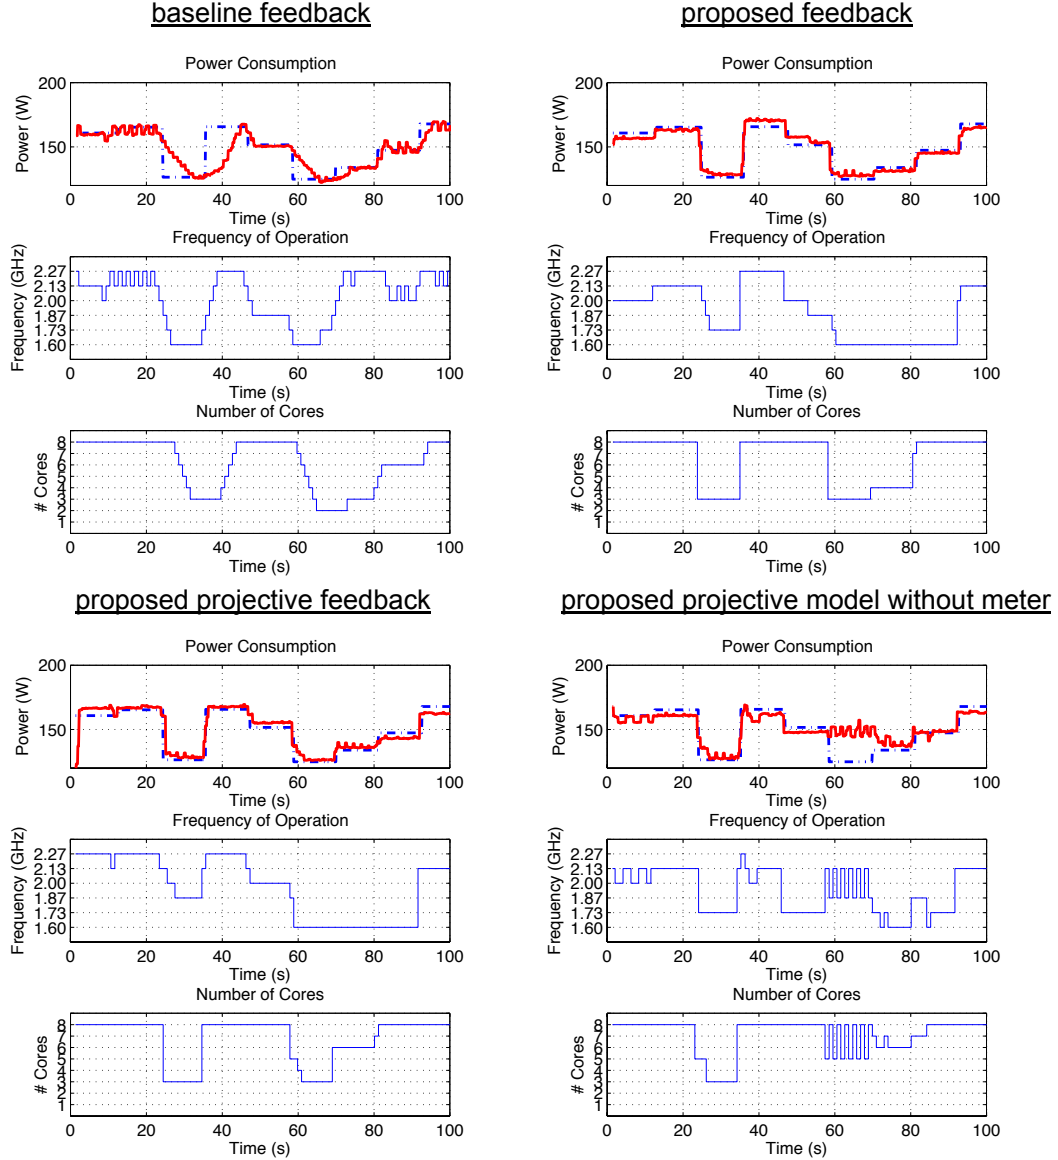 baseline feedback
Power Consumption
Power (W)
200
150
0 20 40 60 80 100
Time (s)
Frequency of Operation
Frequency (GHz)
2.27
2.13
2.00
1.87
1.73
1.60
0 20 40 60 80 100
Time (s)
Number of Cores
# Cores
8
7
6
5
4
3
2
1
0 20 40 60 80 100
Time (s)
proposed feedback
Power Consumption
Power (W)
200
150
0 20 40 60 80 100
Time (s)
Frequency of Operation
Frequency (GHz)
2.27
2.13
2.00
1.87
1.73
1.60
0 20 40 60 80 100
Time (s)
Number of Cores
# Cores
8
7
6
5
4
3
2
1
0 20 40 60 80 100
Time (s)
proposed projective feedback
Power Consumption
Power (W)
200
150
0 20 40 60 80 100
Time (s)
Frequency of Operation
Frequency (GHz)
2.27
2.13
2.00
1.87
1.73
1.60
0 20 40 60 80 100
Time (s)
Number of Cores
# Cores
8
7
6
5
4
3
2
1
0 20 40 60 80 100
Time (s)
proposed projective model without meter
Power Consumption
Power (W)
200
150
0 20 40 60 80 100
Time (s)
Frequency of Operation
Frequency (GHz)
2.27
2.13
2.00
1.87
1.73
1.60
0 20 40 60 80 100
Time (s)
Number of Cores
# Cores
8
7
6
5
4
3
2
1
0 20 40 60 80 100
Time (s)